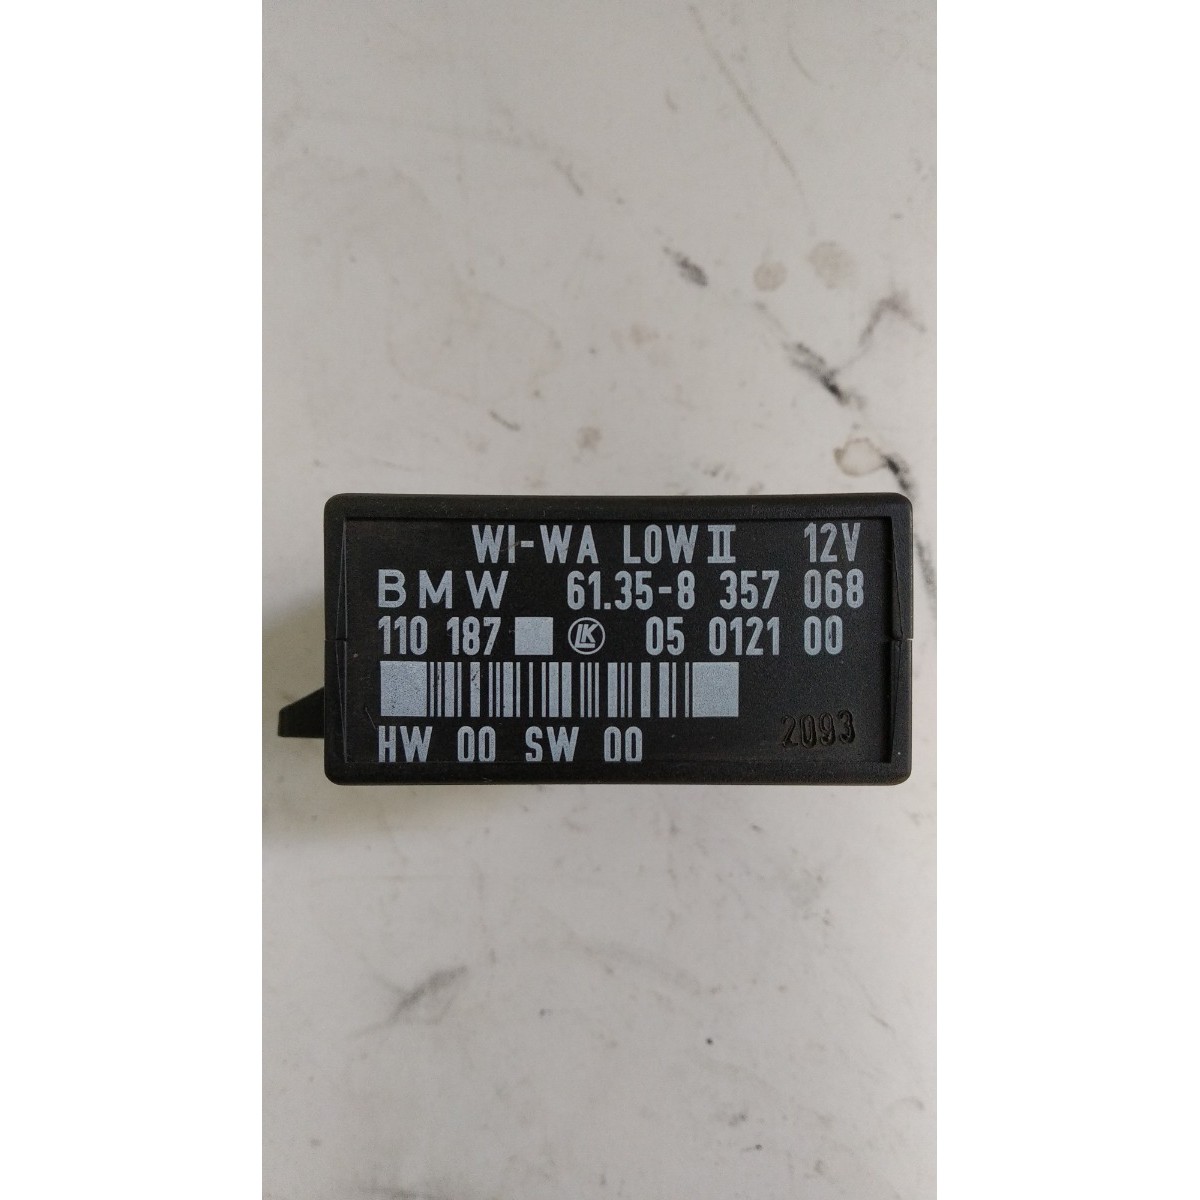 WI-WA LOW II 12V
BMW 61.35-8 357 068
110 187 LK 05 0121 00
HW 00 SW 00 2093